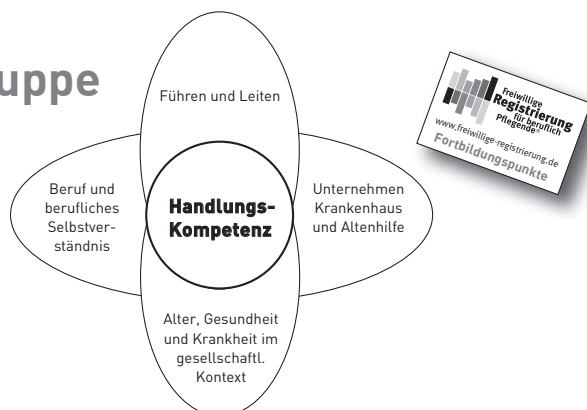 uppe
Führen und Leiten
Beruf und
berufliches
Selbstver-
ständnis
Handlungs-
Kompetenz
Unternehmen
Krankenhaus
und Altenhilfe
Alter, Gesundheit
und Krankheit im
gesellschaftl.
Kontext
Freiwillige
Registrierung
für beruflich
Pflegende®
www.freiwillige-registrierung.de
Fortbildungspunkte